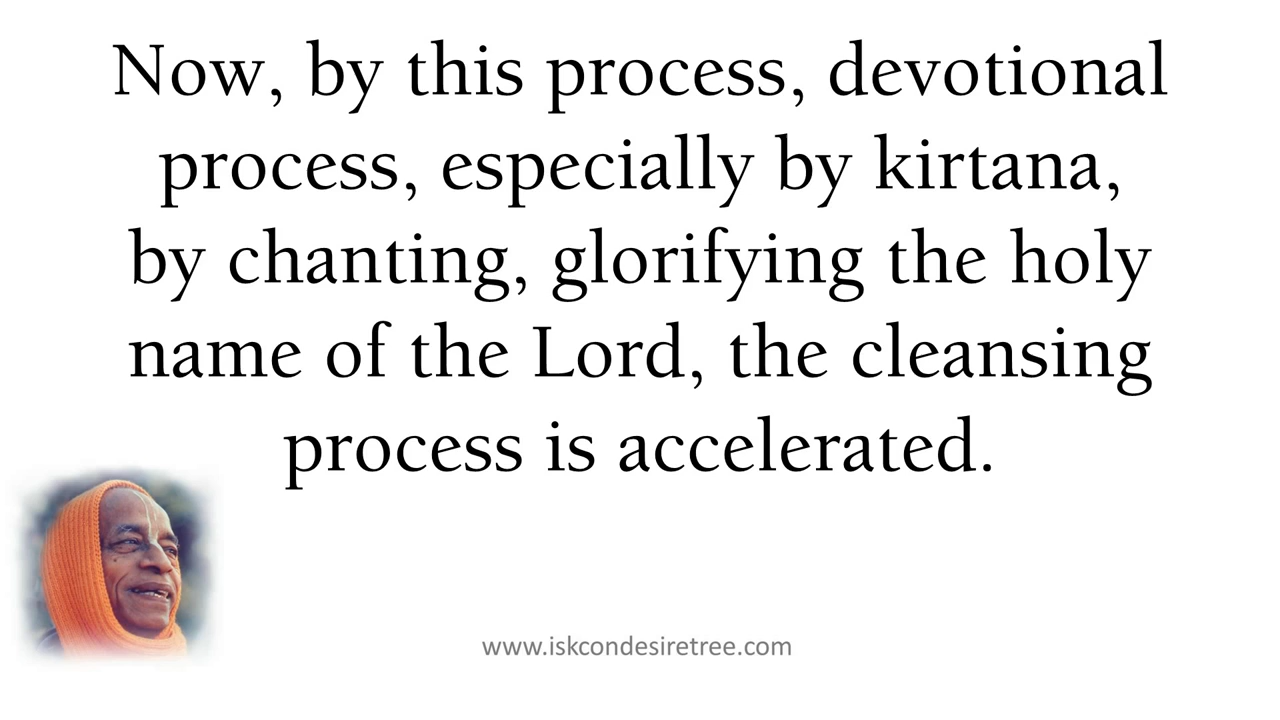 Now, by this process, devotional
process, especially by kirtana,
by chanting, glorifying the holy
name of the Lord, the cleansing
process is accelerated.
www.iskcondesiretree.com